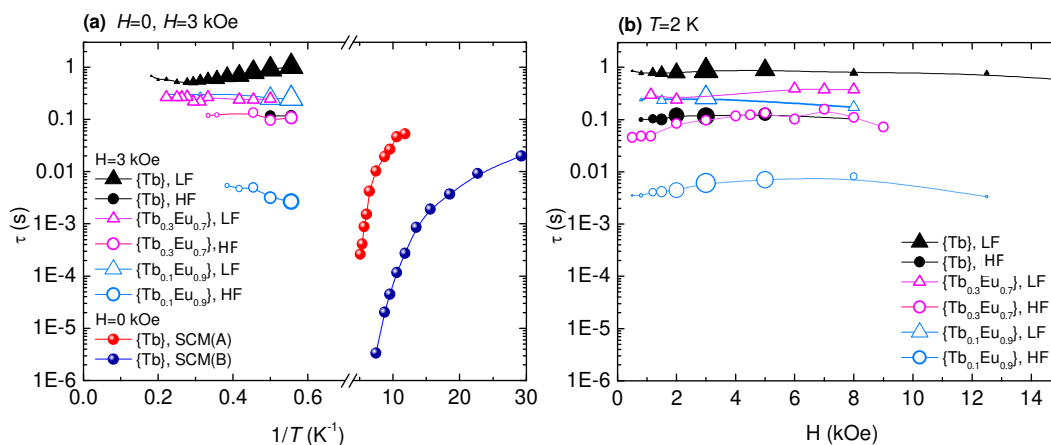 (a) H=0, H=3 kOe
1
0.1
0.01
1E-3
1E-4
1E-5
1E-6
τ (s)
H=3 kOe
{Tb}, LF
{Tb}, HF
{Tb0.3Eu0.7}, LF
{Tb0.3Eu0.7}, HF
{Tb0.1Eu0.9}, LF
{Tb0.1Eu0.9}, HF
H=0 kOe
{Tb}, SCM(A)
{Tb}, SCM(B)
0.0 0.2 0.4 0.6 10 20 30
1/T (K-1)
(b) T=2 K
1
0.1
0.01
1E-3
1E-4
1E-5
1E-6
τ (s)
{Tb}, LF
{Tb}, HF
{Tb0.3Eu0.7}, LF
{Tb0.3Eu0.7}, HF
{Tb0.1Eu0.9}, LF
{Tb0.1Eu0.9}, HF
0 2 4 6 8 10 12 14
H (kOe)